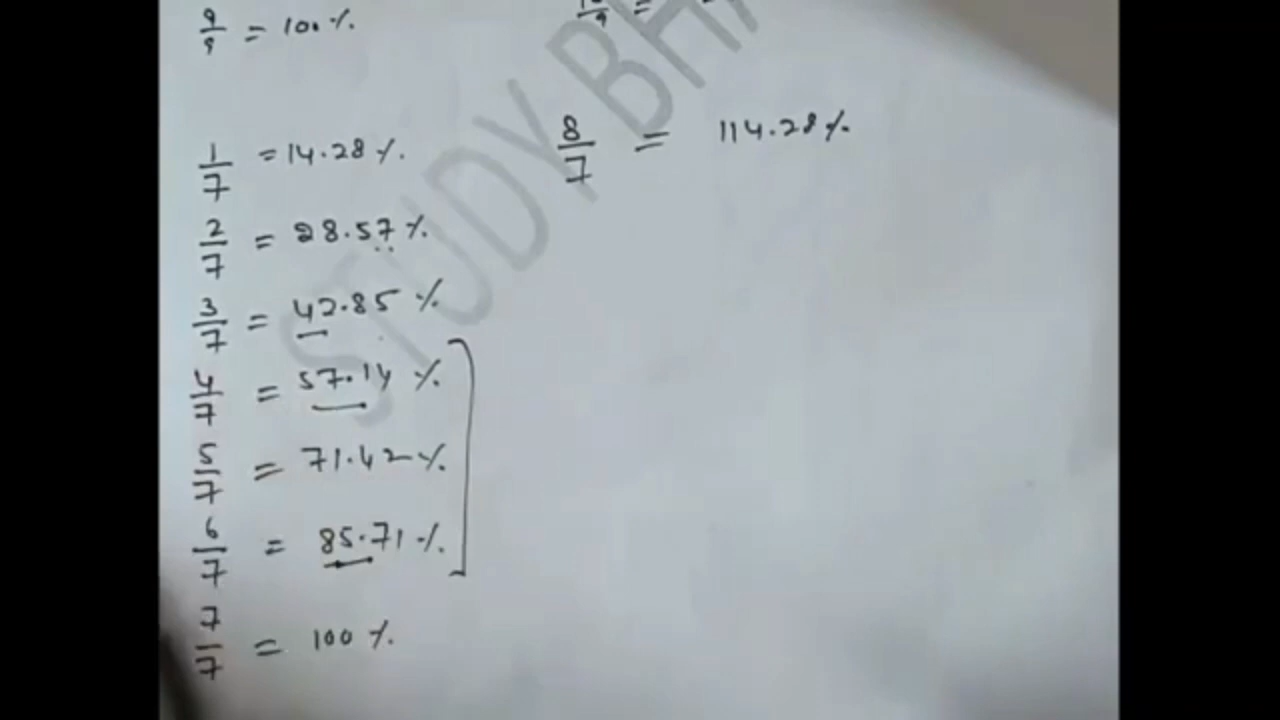 9/9 = 100%
1/7 = 14.28%
8/7 = 114.28%
2/7 = 28.57%
3/7 = 42.85%
4/7 = 57.14%
5/7 = 71.42%
6/7 = 85.71%
7/7 = 100%
STUDY